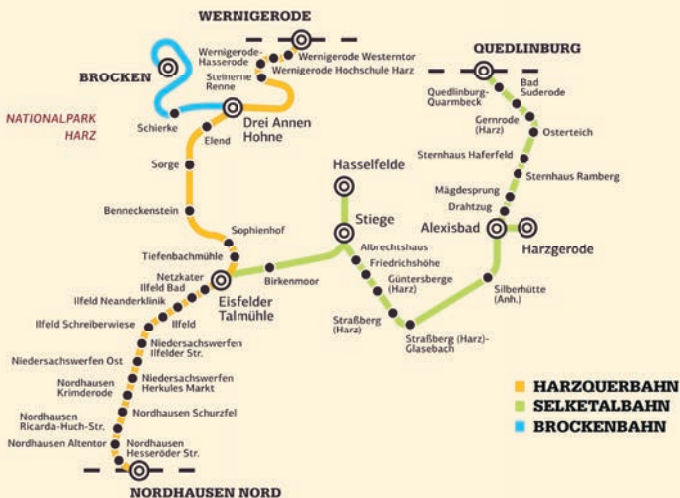 WERNIGERODE
Wernigerode-
Hasserode
Wernigerode Westerntor
Wernigerode Hochschule Harz
Steinerne
Renne
BROCKEN
QUEDLINBURG
Quedlinburg-
Quarmbeck
Bad
Suderode
Gernrode
(Harz)
Osterteich
NATIONALPARK
HARZ
Schierke
Drei Annen
Hohne
Elend
Sternhaus Haferfeld
Sternhaus Ramberg
Sorge
Hasselfelde
Mägdesprung
Drahtzug
Benneckenstein
Stiege
Alexisbad
Harzgerode
Sophienhof
Albrechtshaus
Tiefenbachmühle
Friedrichshöhe
Netzkater
Birkenmoor
Güntersberge
(Harz)
Silberhütte
(Anh.)
Ilfeld Bad
Eisfelder
Talmühle
Ilfeld Neanderklinik
Straßberg
(Harz)
Ilfeld Schreiberwiese
Ilfeld
Straßberg (Harz)-
Glasebach
Niedersachswerfen
Ilfelder Str.
Niedersachswerfen Ost
Nordhausen
Krimderode
Niedersachswerfen
Herkules Markt
HARZQUERBAHN
SELKETALBAHN
BROCKENBAHN
Nordhausen
Ricarda-Huch-Str.
Nordhausen Schurzfel
Nordhausen Altentor
Nordhausen
Hesseröder Str.
NORDHAUSEN NORD